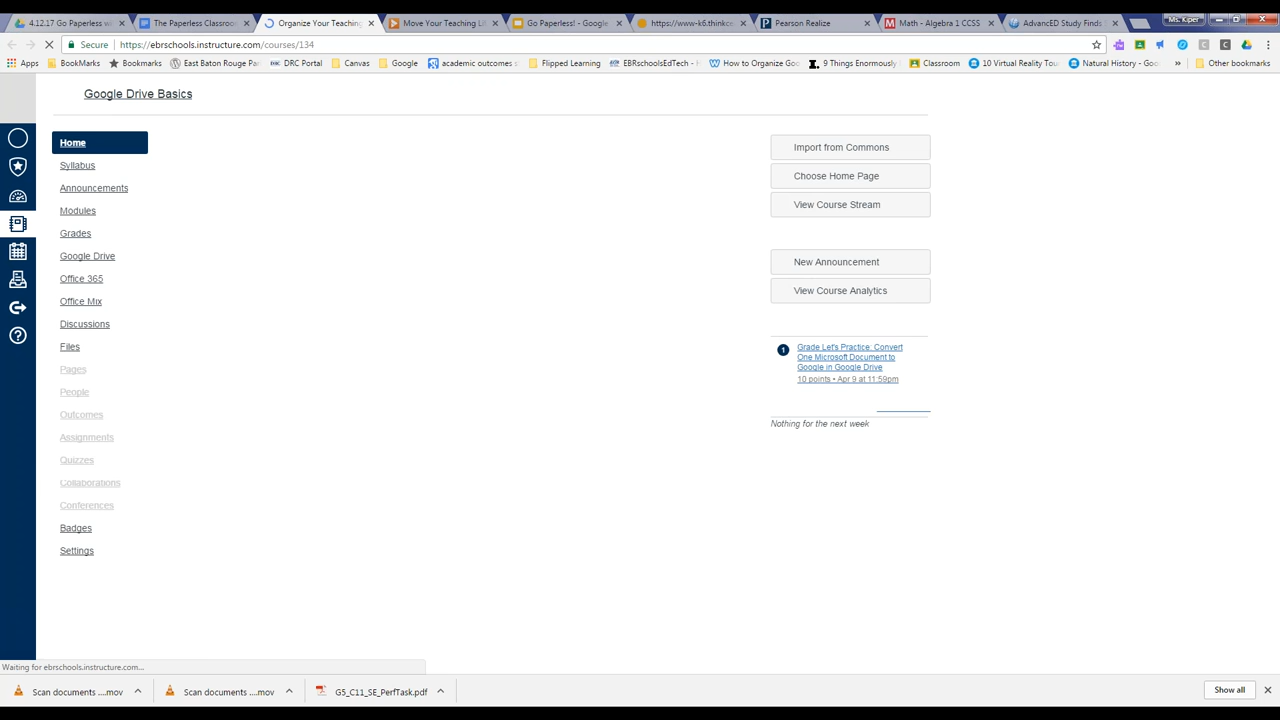 4.12.17 Go Paperless wi
The Paperless Classroon
Organize Your Teaching
Move Your Teaching Li
Go Paperless! - Google
https://www-k6.thinkc
Pearson Realize
Math - Algebra 1 CCSS
AdvancED Study Finds
Ms. Kiper
Secure
https://ebrschools.instructure.com/courses/134
Apps
BookMarks
Bookmarks
East Baton Rouge Pa
DRC Portal
Canvas
Google
academic outcomes s
Flipped Learning
EBRschoolsEdTech - H
How to Organize Goo
9 Things Enormously
Classroom
10 Virtual Reality Tou
Natural History - Goo
»
Other bookmarks
Google Drive Basics
Home
Syllabus
Announcements
Modules
Grades
Google Drive
Office 365
Office Mix
Discussions
Files
Pages
People
Outcomes
Assignments
Quizzes
Collaborations
Conferences
Badges
Settings
Import from Commons
Choose Home Page
View Course Stream
New Announcement
View Course Analytics
1
Grade Let's Practice: Convert
One Microsoft Document to
Google in Google Drive
10 points • Apr 9 at 11:59pm
Nothing for the next week
Waiting for ebrschools.instructure.com...
Scan documents ....mov
Scan documents ....mov
G5_C11_SE_PerfTask.pdf
Show all